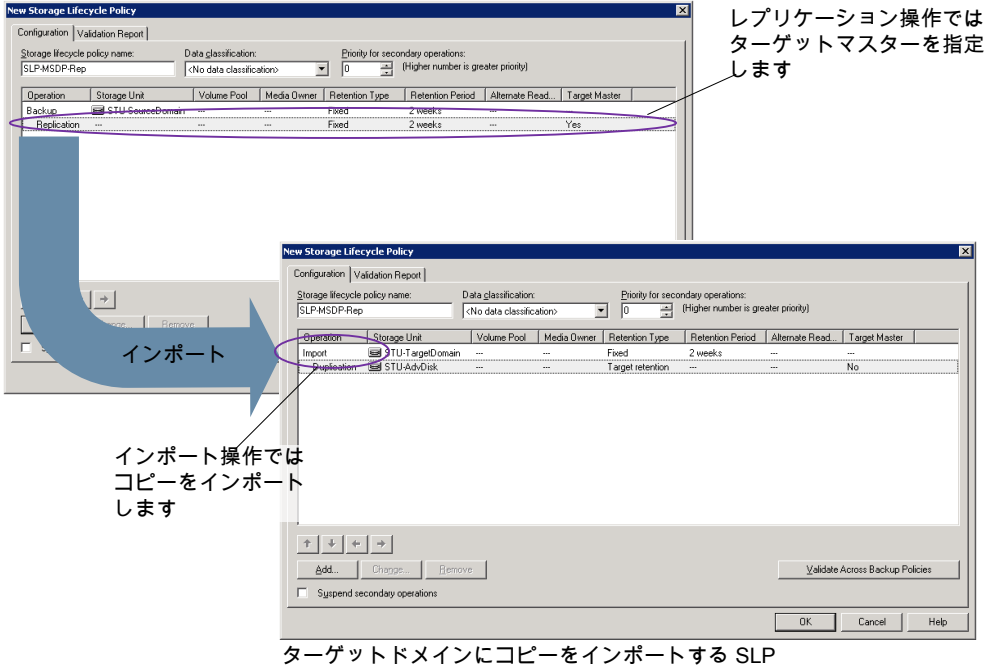 New Storage Lifecycle Policy
Configuration
Validation Report
Storage lifecycle policy name:
Data classification:
Priority for secondary operations:
SLP-MSDP-Rep
<No data classification>
0
(Higher number is greater priority)
Operation Storage Unit Volume Pool Media Owner Retention Type Retention Period Alternate Read... Target Master
Backup STU-SourceDomain --- --- Fixed 2 weeks ---
Replication --- --- --- Fixed 2 weeks --- Yes
Remove
レプリケーション操作では
ターゲットマスターを指定
します
インポート
New Storage Lifecycle Policy
Configuration
Validation Report
Storage lifecycle policy name:
Data classification:
Priority for secondary operations:
SLP-MSDP-Rep
<No data classification>
0
(Higher number is greater priority)
Operation Storage Unit Volume Pool Media Owner Retention Type Retention Period Alternate Read... Target Master
Import STU-TargetDomain --- --- Fixed 2 weeks --- ---
Duplication STU-AdvDisk --- --- Target retention --- --- No
インポート操作では
コピーをインポート
します
Add...
Change...
Remove
Validate Across Backup Policies
Suspend secondary operations
OK
Cancel
Help
ターゲットドメインにコピーをインポートする SLP